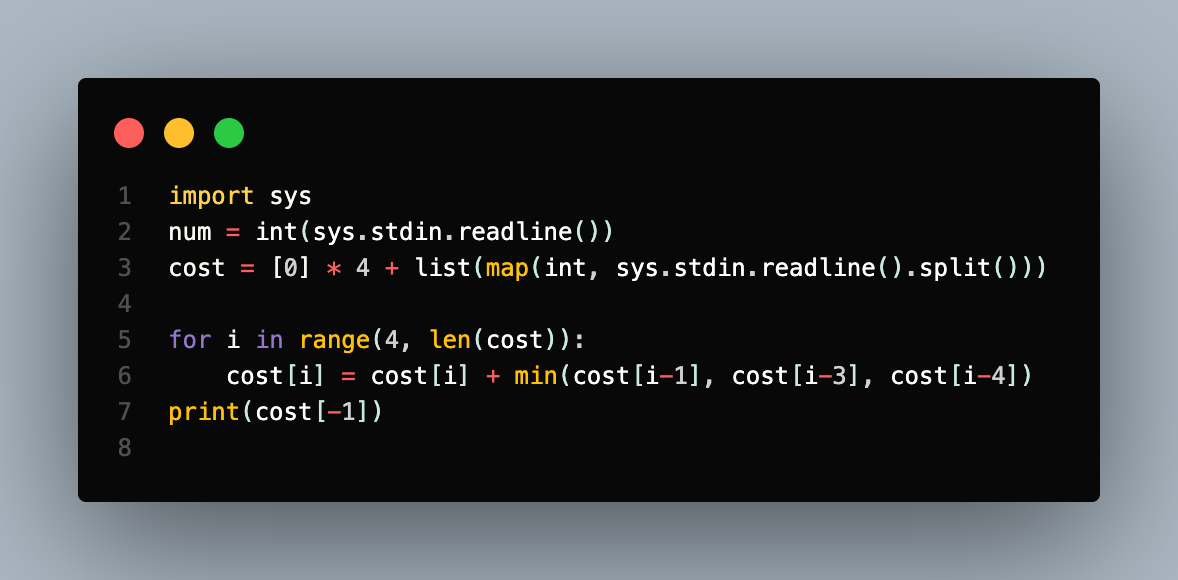 1 import sys
2 num = int(sys.stdin.readline())
3 cost = [0] * 4 + list(map(int, sys.stdin.readline().split()))
4
5 for i in range(4, len(cost)):
6     cost[i] = cost[i] + min(cost[i-1], cost[i-3], cost[i-4])
7 print(cost[-1])
8